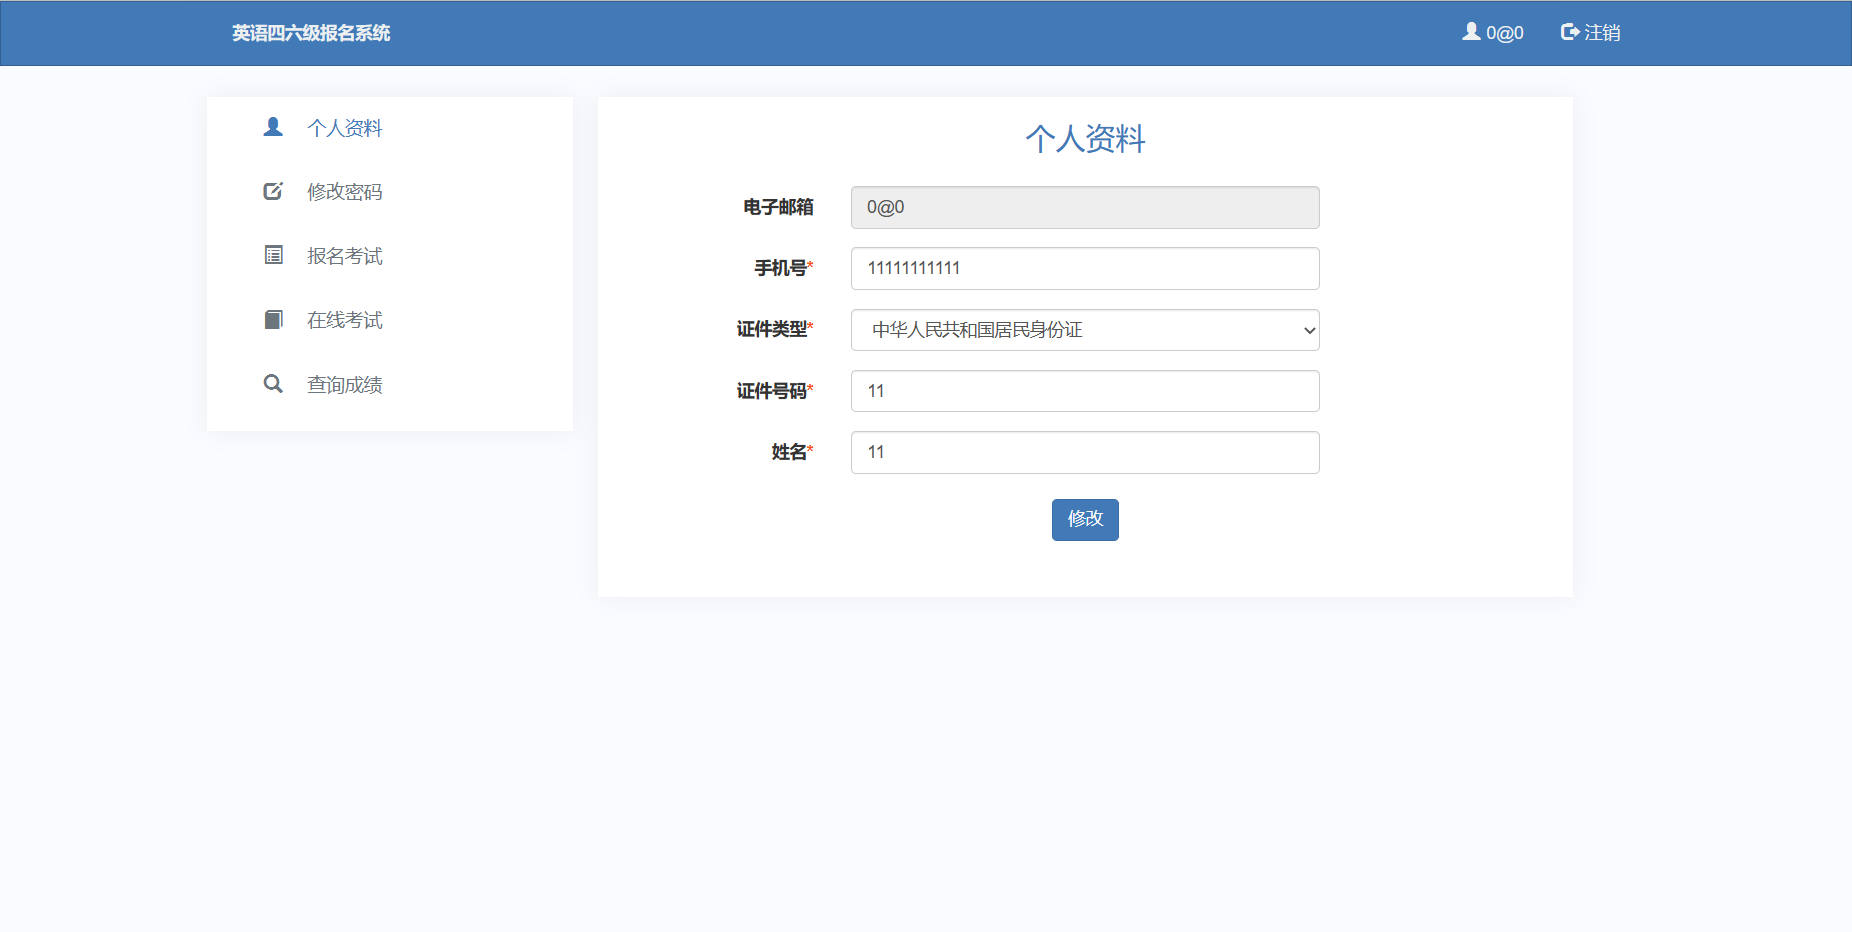 英语四六级报名系统
0@0
注销
个人资料
修改密码
报名考试
在线考试
查询成绩
个人资料
电子邮箱 0@0
手机号* 11111111111
证件类型* 中华人民共和国居民身份证
证件号码* 11
姓名* 11
修改